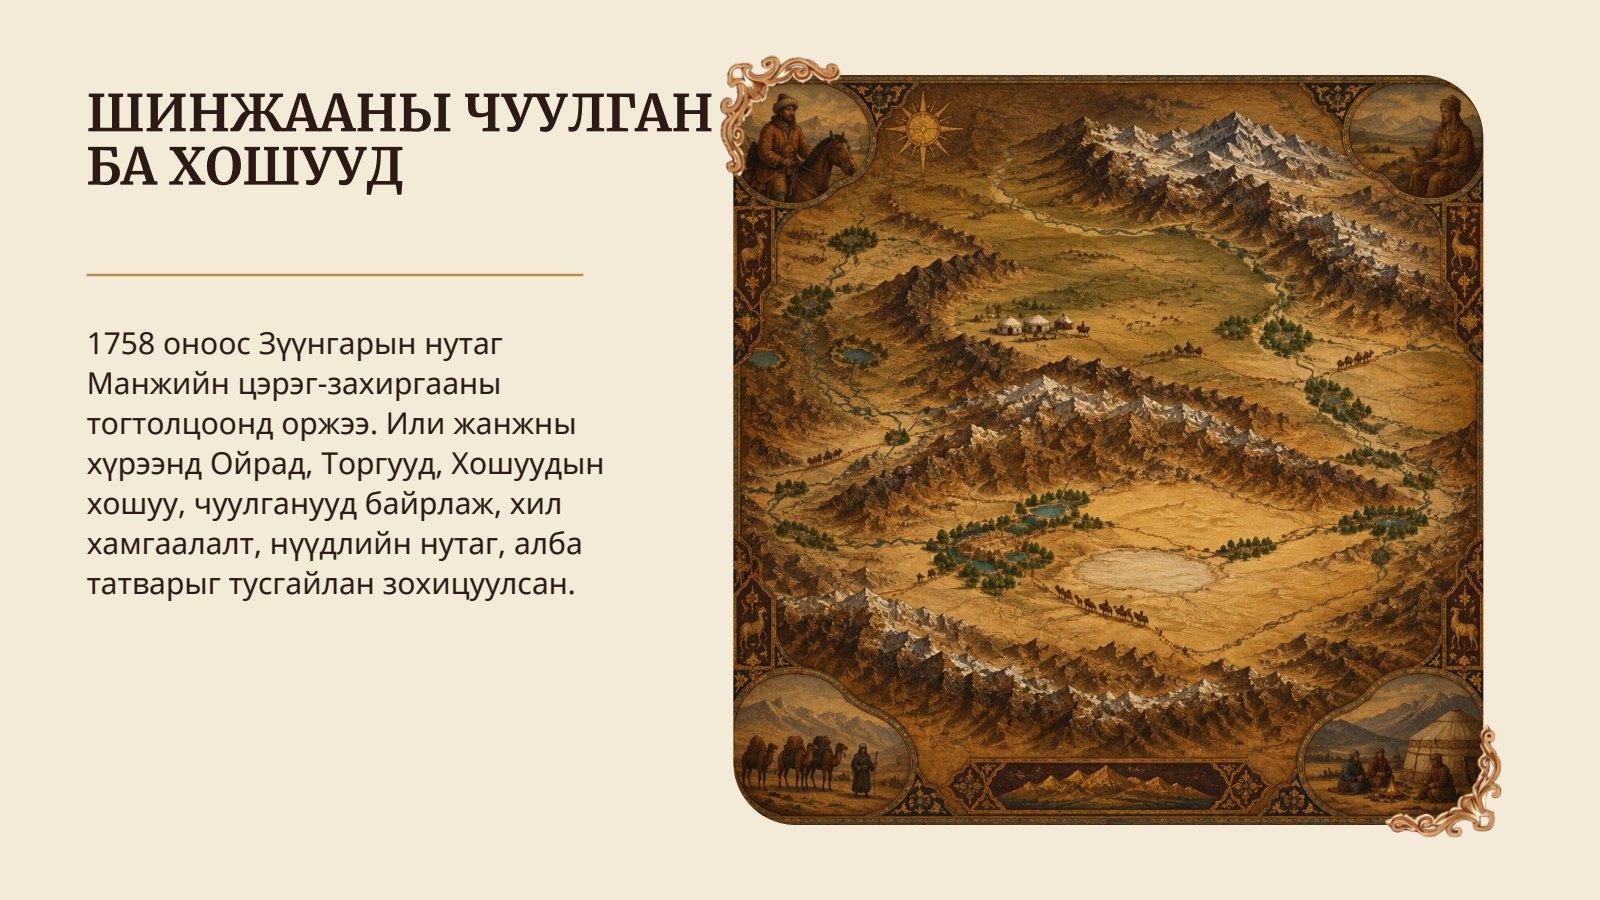 ШИНЖААНЫ ЧУУЛГАН
БА ХОШУУД
1758 оноос Зүүнгарын нутаг
Манжийн цэрэг-захиргааны
тогтолцоонд оржээ. Или жанжны
хүрээнд Ойрад, Торгууд, Хошуудын
хошуу, чуулганууд байрлаж, хил
хамгаалалт, нүүдлийн нутаг, алба
татварыг тусгайлан зохицуулсан.